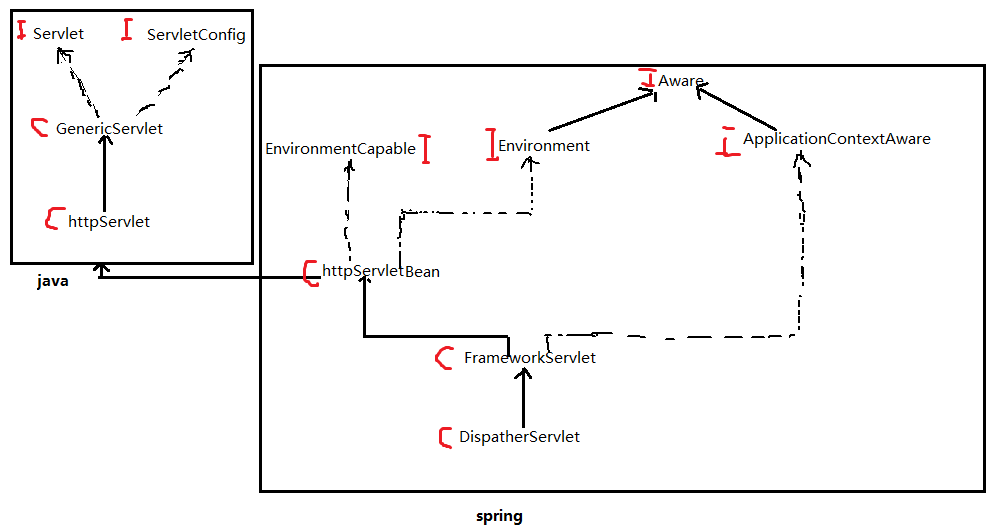 I Servlet I ServletConfig
I Aware
C GenericServlet
EnvironmentCapable I I Environment I ApplicationContextAware
C httpServlet
C httpServletBean
java
C FrameworkServlet
C DispatherServlet
spring